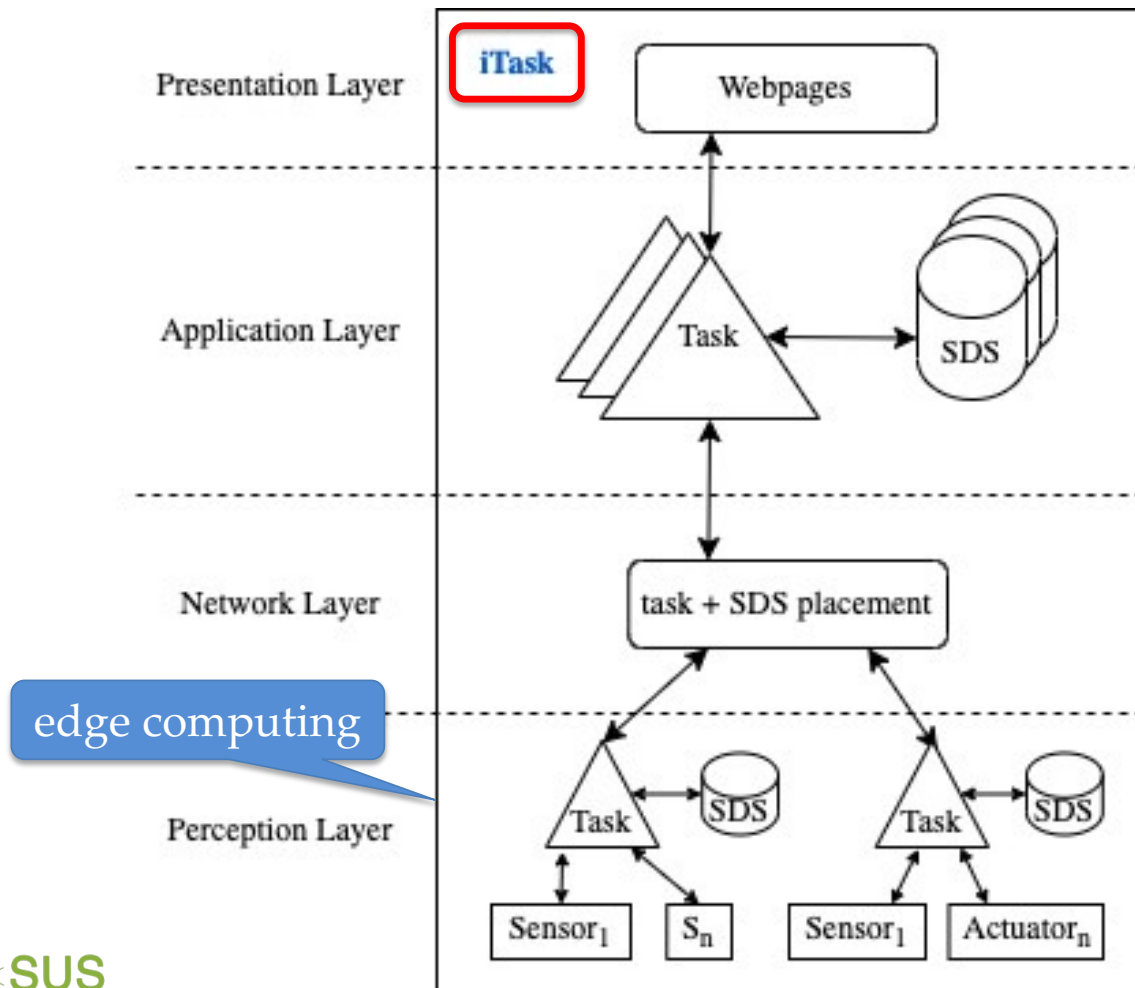 iTask
Presentation Layer
Webpages
Application Layer
Task
SDS
Network Layer
task + SDS placement
edge computing
Perception Layer
Task
SDS
Task
SDS
Sensor1
Sn
Sensor1
Actuatorn
SUS